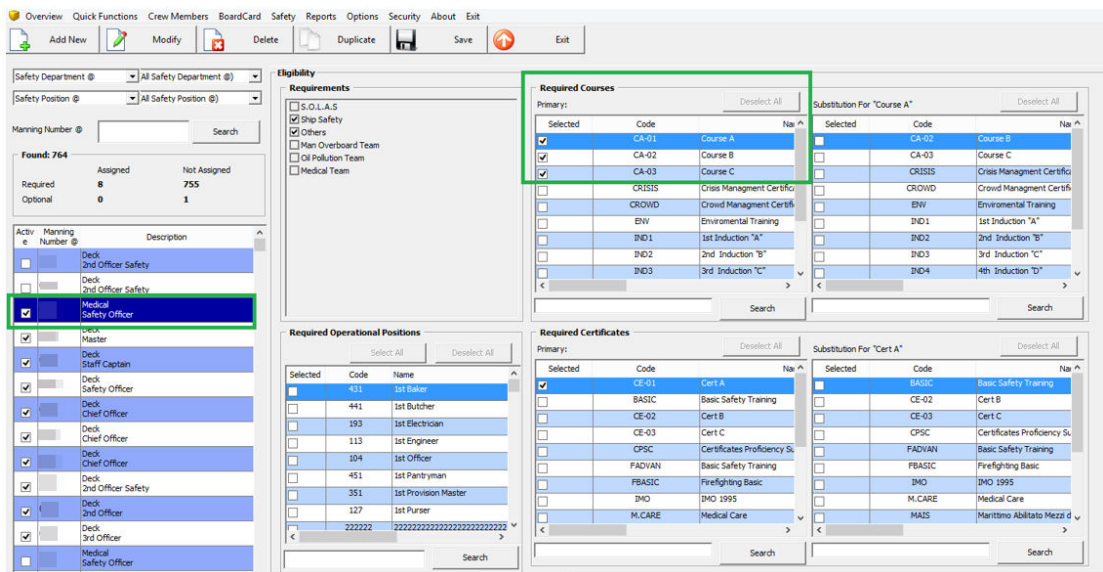 Overview Quick Functions Crew Members BoardCard Safety Reports Options Security About Exit
Add New Modify Delete Duplicate Save Exit
Safety Department @ All Safety Department @)
Safety Position @ All Safety Position @)
Manning Number @ Search
Found: 764
Assigned Not Assigned
Required 8 755
Optional 0 1
Activ
e Manning
Number @ Description
Deck
2nd Officer Safety
Deck
2nd Officer Safety
Medical
Safety Officer
Deck
Master
Deck
Staff Captain
Deck
Safety Officer
Deck
Chief Officer
Deck
Chief Officer
Deck
Chief Officer
Deck
2nd Officer Safety
Deck
2nd Officer
Deck
3rd Officer
Medical
Safety Officer
Eligibility
Requirements
S.O.L.A.S
Ship Safety
Others
Man Overboard Team
Oil Pollution Team
Medical Team
Required Courses
Primary: Deselect All
Selected Code Nar
CA-01 Course A
CA-02 Course B
CA-03 Course C
CRISIS Crisis Managment Certifica
CROWD Crowd Managment Certifi
ENV Enviromental Training
IND1 1st Induction "A"
IND2 2nd Induction "B"
IND3 3rd Induction "C"
Search
Substitution For "Course A" Deselect All
Selected Code Nar
CA-02 Course B
CA-03 Course C
CRISIS Crisis Managment Certifica
CROWD Crowd Managment Certifi
ENV Enviromental Training
IND1 1st Induction "A"
IND2 2nd Induction "B"
IND3 3rd Induction "C"
IND4 4th Induction "D"
Search
Required Operational Positions
Select All Deselect All
Selected Code Name
431 1st Baker
441 1st Butcher
193 1st Electrician
113 1st Engineer
104 1st Officer
451 1st Pantryman
351 1st Provision Master
127 1st Purser
Search
Required Certificates
Primary: Deselect All
Selected Code Nar
CE-01 Cert A
BASIC Basic Safety Training
CE-02 Cert B
CE-03 Cert C
CPSC Certificates Proficiency Su
FADVAN Basic Safety Training
FBASIC Firefighting Basic
IMO IMO 1995
M.CARE Medical Care
Search
Substitution For "Cert A" Deselect All
Selected Code Nar
BASIC Basic Safety Training
CE-02 Cert B
CE-03 Cert C
CPSC Certificates Proficiency Su
FADVAN Basic Safety Training
FBASIC Firefighting Basic
IMO IMO 1995
M.CARE Medical Care
MAIS Marittimo Abilitato Mezzi d
Search